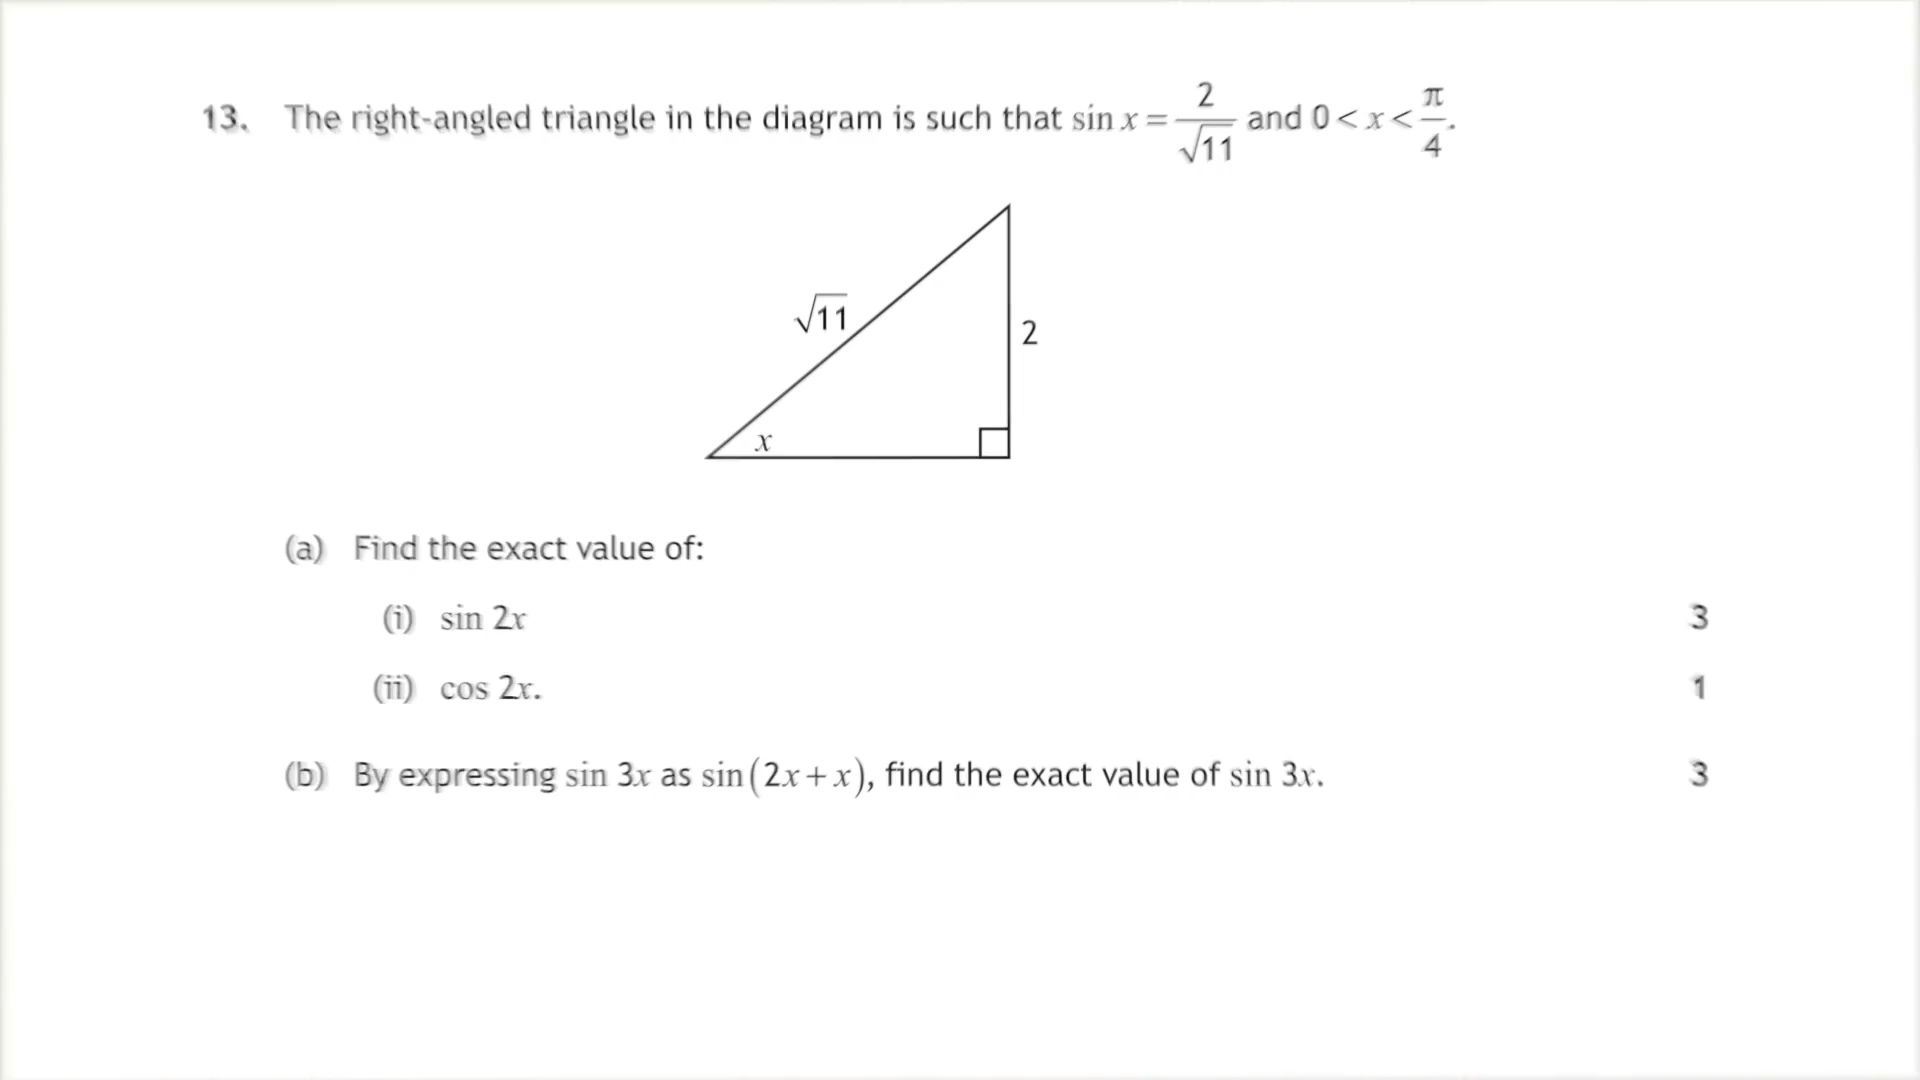 13. The right-angled triangle in the diagram is such that sin x = 2/√11 and 0 < x < π/4.
√11
2
x
(a) Find the exact value of:
(i) sin 2x 3
(ii) cos 2x. 1
(b) By expressing sin 3x as sin(2x+x), find the exact value of sin 3x. 3